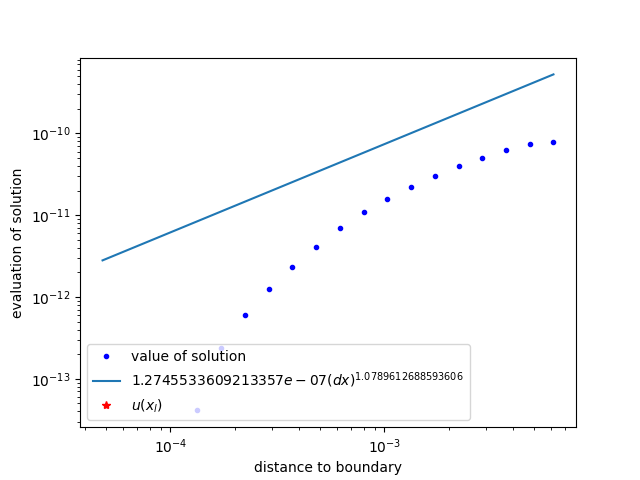 10⁻¹⁰
10⁻¹¹
10⁻¹²
10⁻¹³
evaluation of solution
value of solution
1.2745533609213357e − 07(dx)^1.0789612688593606
u(x_l)
10⁻⁴ 10⁻³
distance to boundary